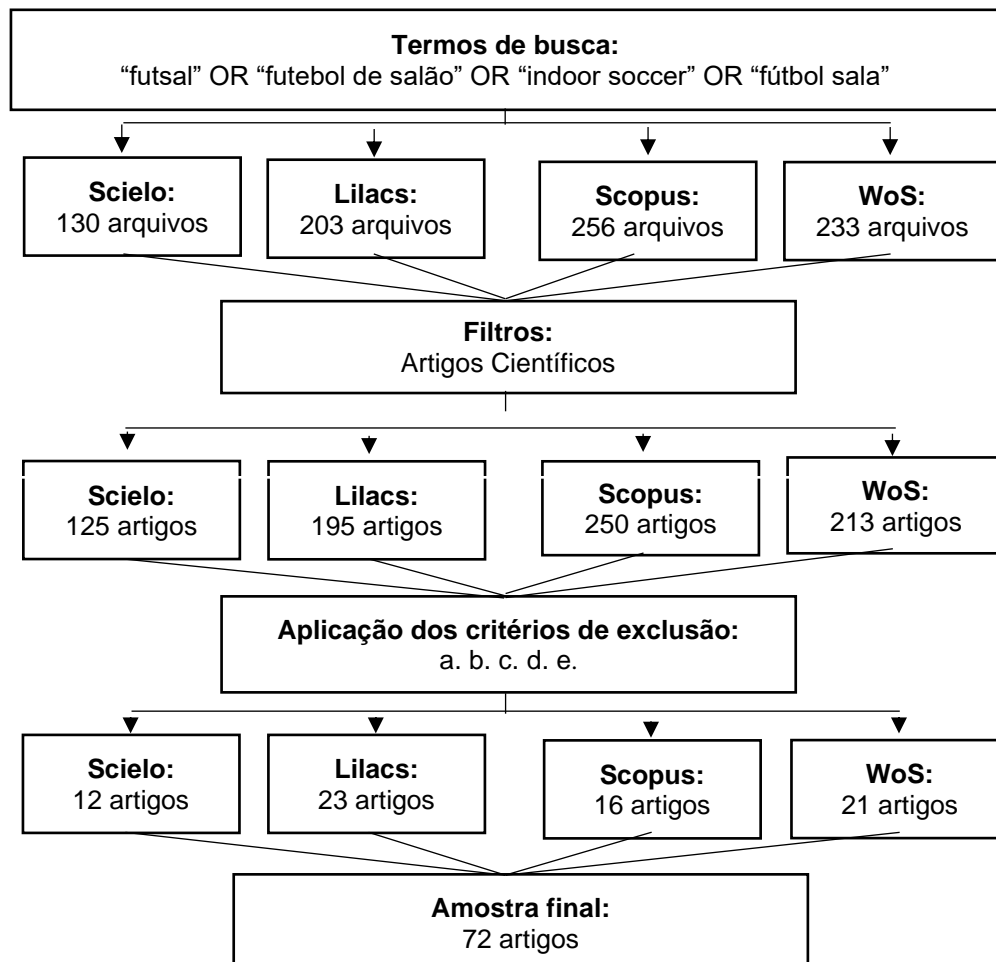 Termos de busca:
“futsal” OR “futebol de salão” OR “indoor soccer” OR “fútbol sala”
Scielo:
130 arquivos
Lilacs:
203 arquivos
Scopus:
256 arquivos
WoS:
233 arquivos
Filtros:
Artigos Científicos
Scielo:
125 artigos
Lilacs:
195 artigos
Scopus:
250 artigos
WoS:
213 artigos
Aplicação dos critérios de exclusão:
a. b. c. d. e.
Scielo:
12 artigos
Lilacs:
23 artigos
Scopus:
16 artigos
WoS:
21 artigos
Amostra final:
72 artigos